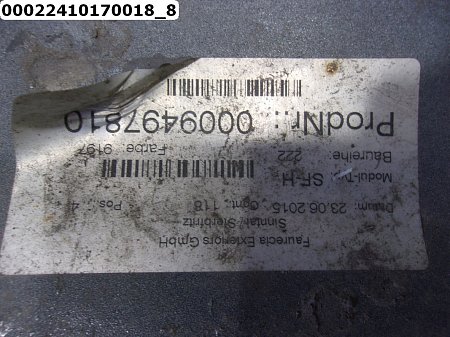 00022410170018_8
Faurecia Exteriors GmbH
Sinntal / Sterbfritz
Datum: 23.06.2015 Cont.: 118 Pos.: 4
Modul-Typ: SF-H
Baureihe: 222 Farbe: 9197
ProdNr.: 0009497810